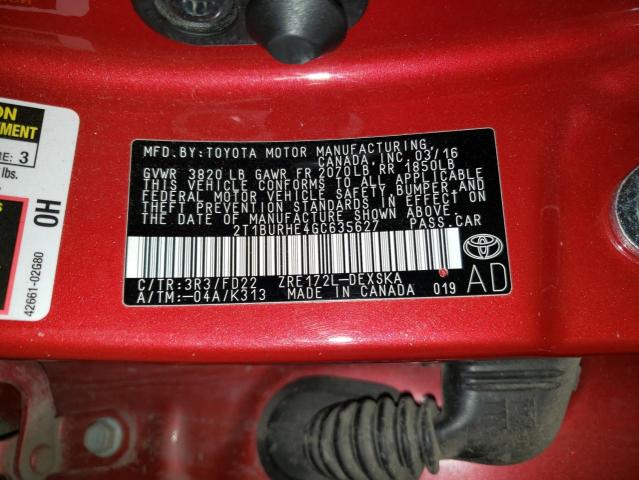 MFD.BY:TOYOTA MOTOR MANUFACTURING,
CANADA, INC. 03/16
GVWR 3820 LB GAWR FR 2070LB RR 1850LB
THIS VEHICLE CONFORMS TO ALL APPLICABLE
FEDERAL MOTOR VEHICLE SAFETY, BUMPER, AND
THEFT PREVENTION STANDARDS IN EFFECT ON
THE DATE OF MANUFACTURE SHOWN ABOVE.
2T1BURHE4GC635627 PASS.CAR
C/TR:3R3/FD22 ZRE172L-DEXSKA
A/TM:-04A/K313 MADE IN CANADA 019
AD
ON
TEMENT
E: 3
lbs.
OH
42661-02G80